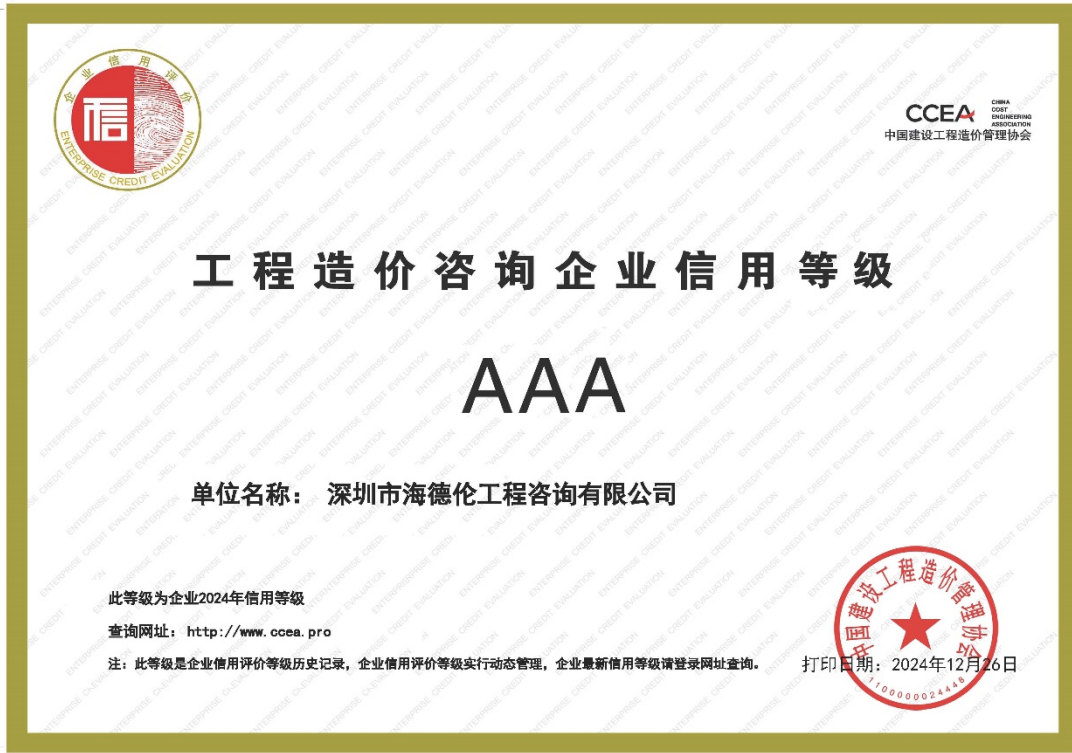 企业信用评价
信
ENTERPRISE CREDIT EVALUATION
CCEA
CHINA
COST
ENGINEERING
ASSOCIATION
中国建设工程造价管理协会
工程造价咨询企业信用等级
AAA
单位名称： 深圳市海德伦工程咨询有限公司
此等级为企业2024年信用等级
查询网址：http://www.ccea.pro
注：此等级是企业信用评价等级历史记录，企业信用评价等级实行动态管理，企业最新信用等级请登录网址查询。
打印日期：2024年12月26日
中国建设工程造价管理协会
1100000024448